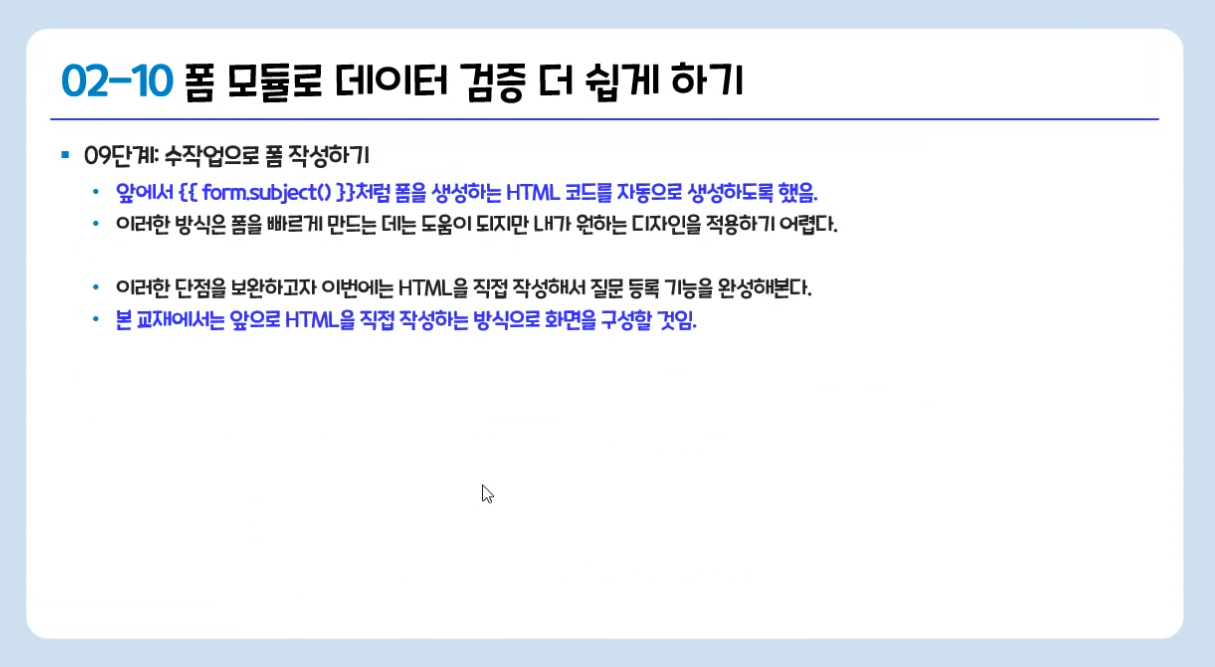 02-10 폼 모듈로 데이터 검증 더 쉽게 하기
09단계: 수작업으로 폼 작성하기
앞에서 {{ form.subject() }}처럼 폼을 생성하는 HTML 코드를 자동으로 생성하도록 했음.
이러한 방식은 폼을 빠르게 만드는 데는 도움이 되지만 내가 원하는 디자인을 적용하기 어렵다.
이러한 단점을 보완하고자 이번에는 HTML을 직접 작성해서 질문 등록 기능을 완성해본다.
본 교재에서는 앞으로 HTML을 직접 작성하는 방식으로 화면을 구성할 것임.